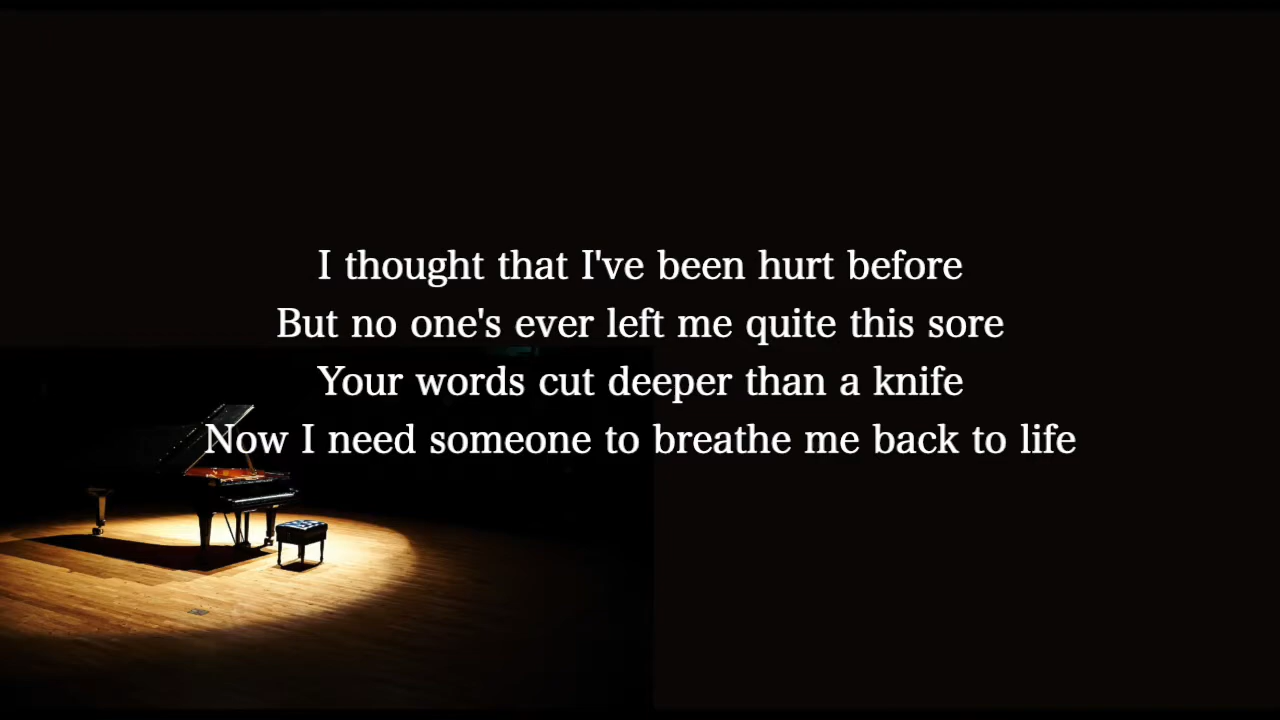 I thought that I've been hurt before
But no one's ever left me quite this sore
Your words cut deeper than a knife
Now I need someone to breathe me back to life